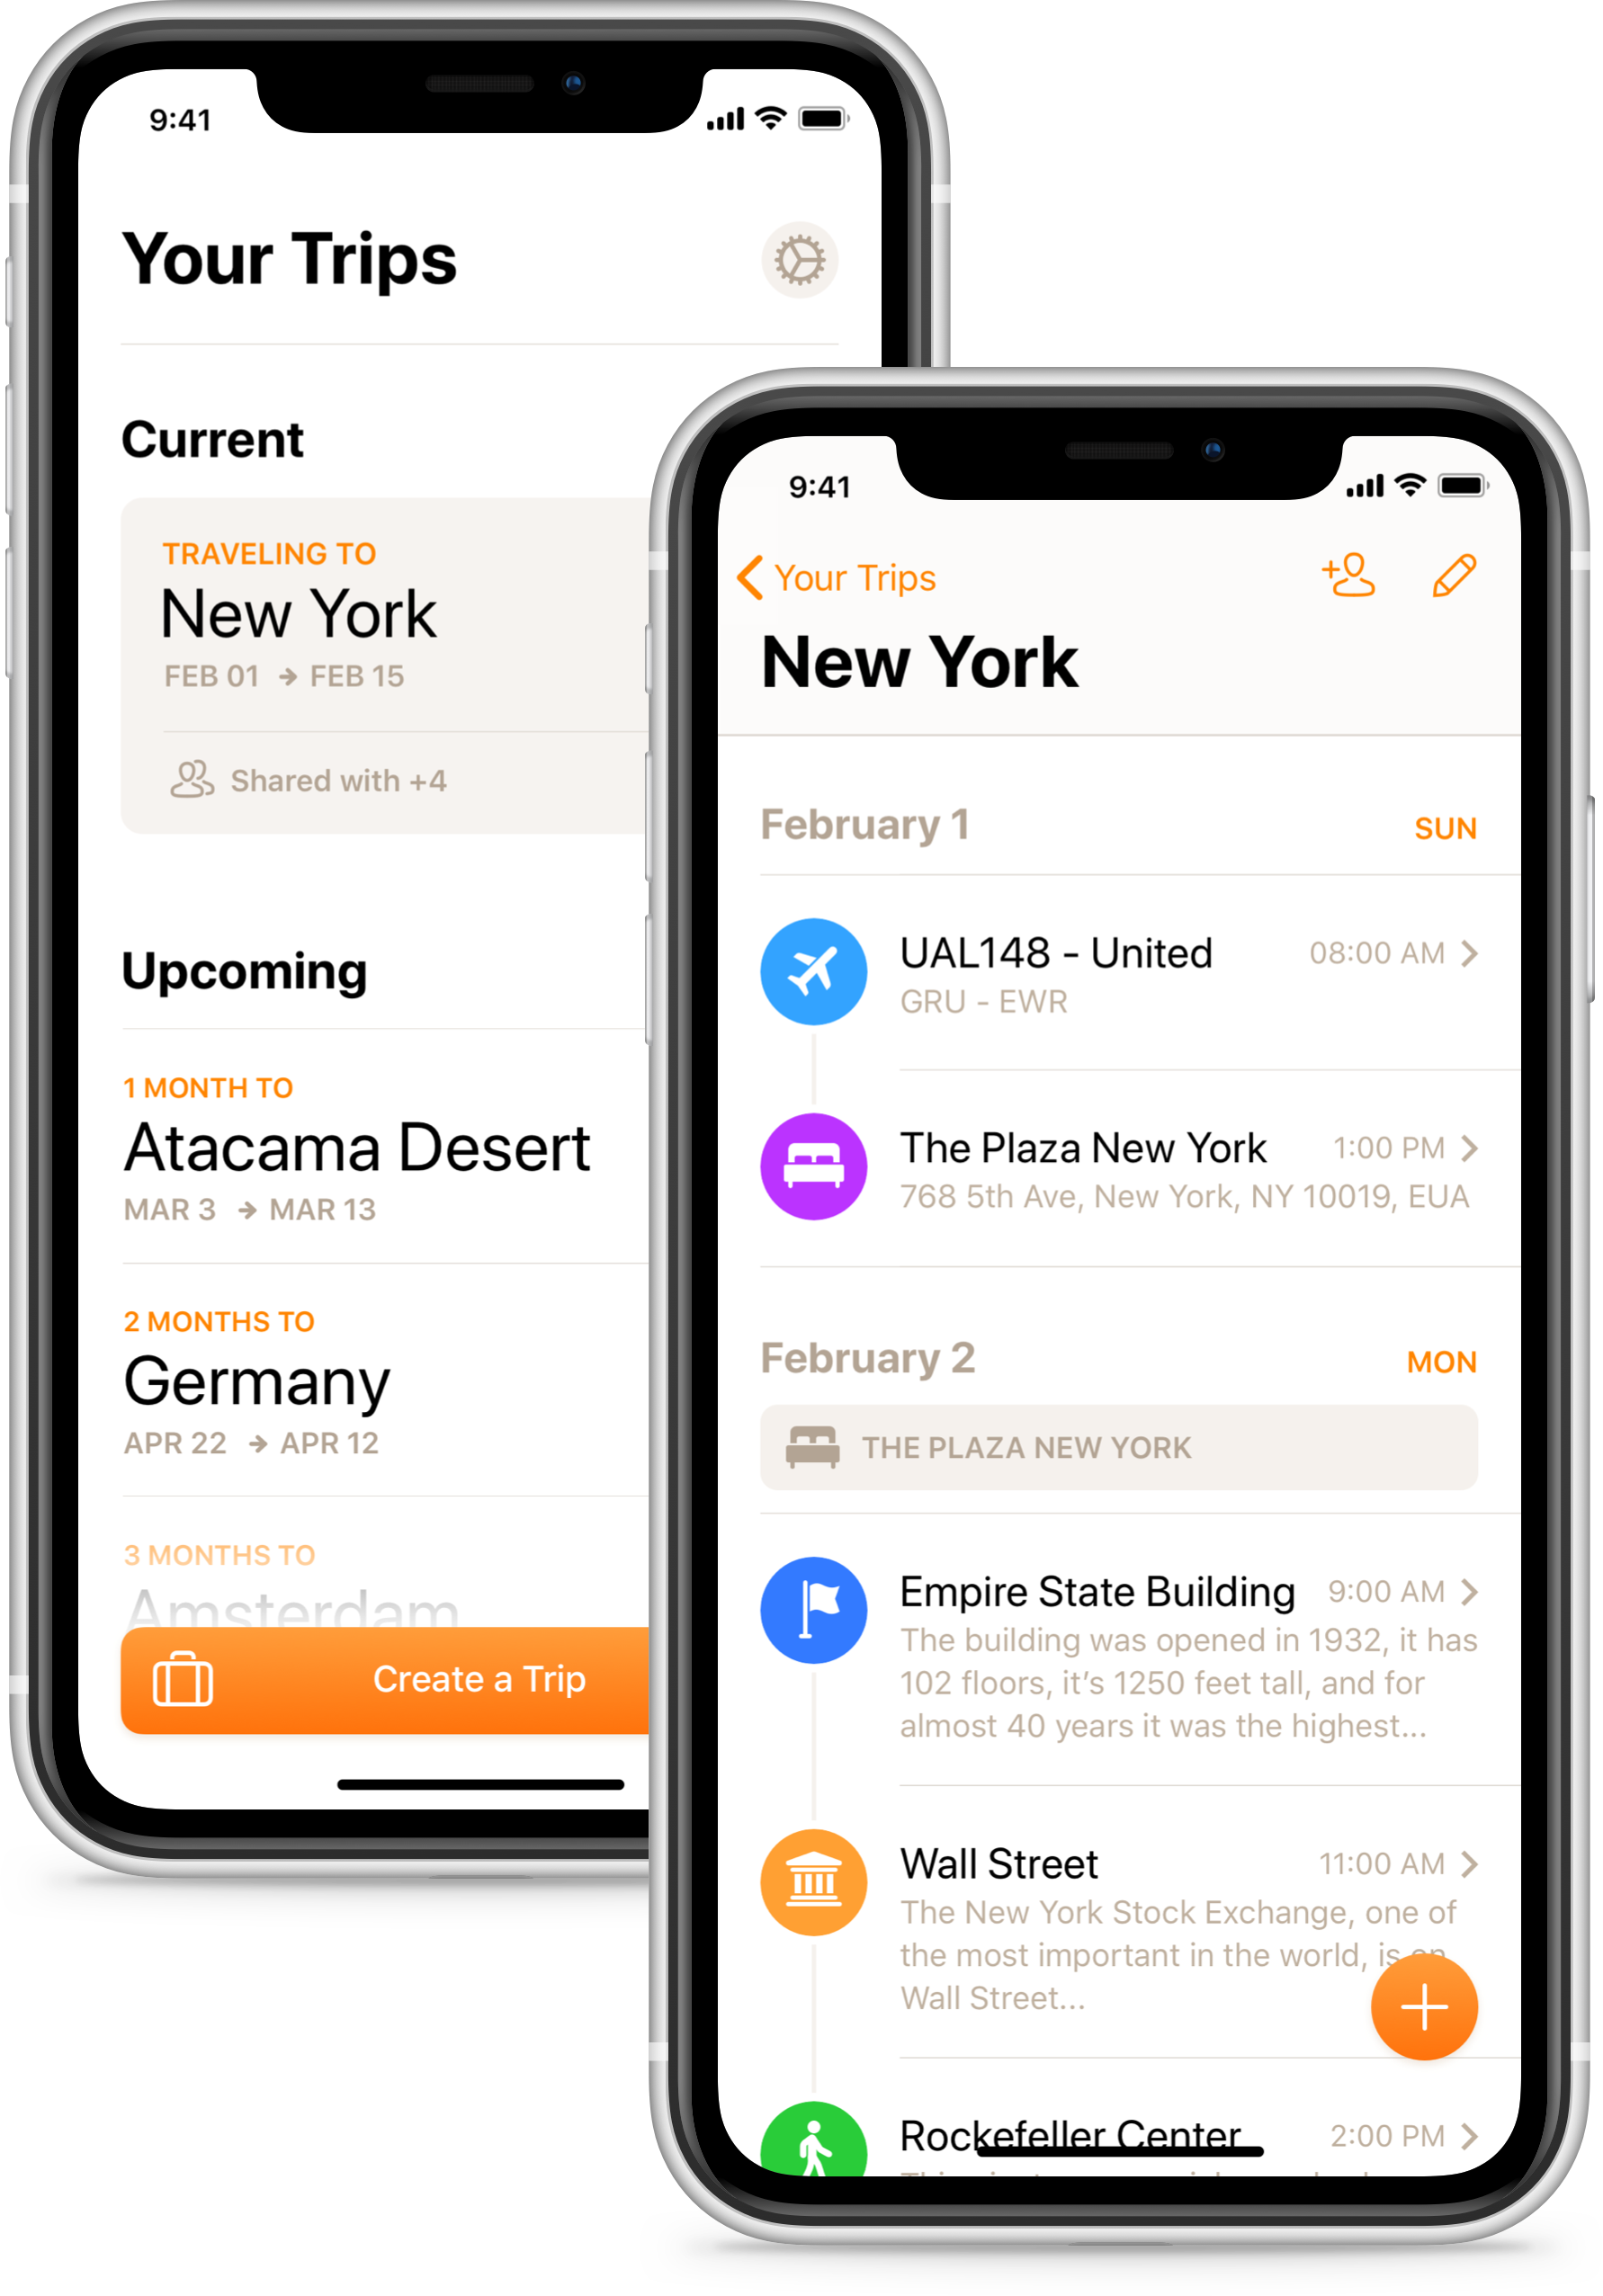 9:41
Your Trips
Current
TRAVELING TO
New York
FEB 01 → FEB 15
Shared with +4
Upcoming
1 MONTH TO
Atacama Desert
MAR 3 → MAR 13
2 MONTHS TO
Germany
APR 22 → APR 12
3 MONTHS TO
Amsterdam
Create a Trip
9:41
Your Trips
New York
February 1 SUN
UAL148 - United 08:00 AM
GRU - EWR
The Plaza New York 1:00 PM
768 5th Ave, New York, NY 10019, EUA
February 2 MON
THE PLAZA NEW YORK
Empire State Building 9:00 AM
The building was opened in 1932, it has
102 floors, it’s 1250 feet tall, and for
almost 40 years it was the highest...
Wall Street 11:00 AM
The New York Stock Exchange, one of
the most important in the world, is on
Wall Street...
Rockefeller Center 2:00 PM